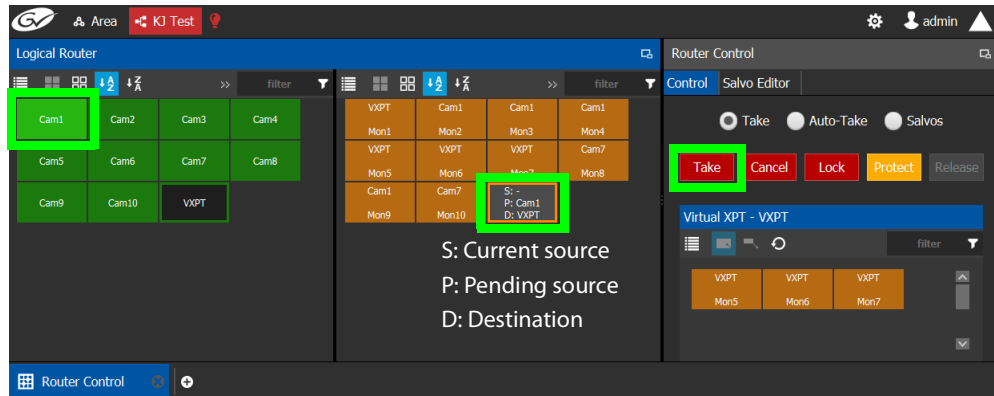 GV Area KJ Test admin
Logical Router
Router Control
filter
filter
Control Salvo Editor
Cam1 Cam2 Cam3 Cam4
Cam5 Cam6 Cam7 Cam8
Cam9 Cam10 VXPT
VXPT Cam1 Cam1 Cam1
Mon1 Mon2 Mon3 Mon4
VXPT VXPT VXPT Cam7
Mon5 Mon6 Mon7 Mon8
Cam1 Cam7 S: -
P: Cam1
Mon9 Mon10 D: VXPT
S: Current source
P: Pending source
D: Destination
Take Auto-Take Salvos
Take Cancel Lock Protect Release
Virtual XPT - VXPT
filter
VXPT VXPT VXPT
Mon5 Mon6 Mon7
Router Control